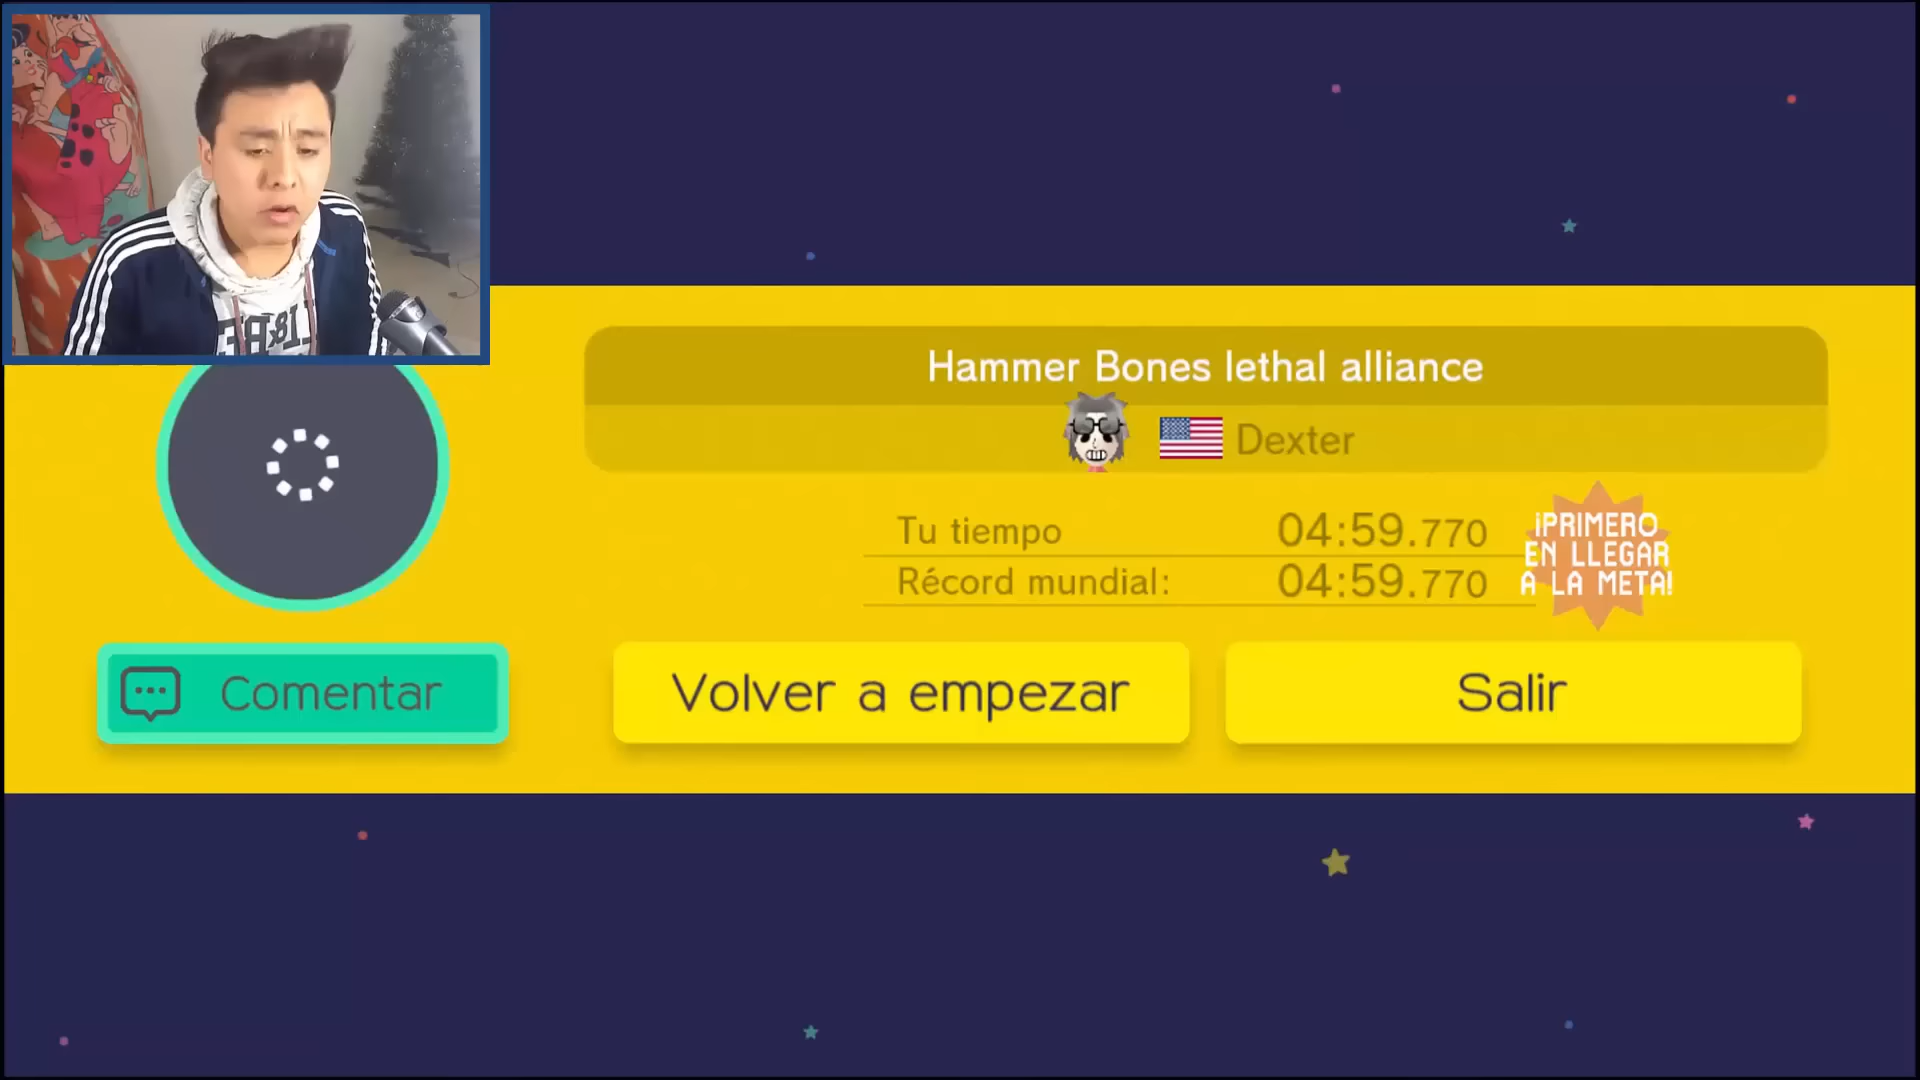 Hammer Bones lethal alliance
Dexter
Tu tiempo 04:59.770
Récord mundial: 04:59.770
¡PRIMERO
EN LLEGAR
A LA META!
Comentar
Volver a empezar
Salir